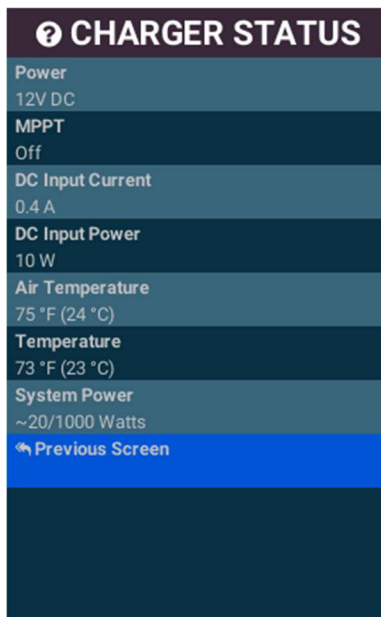 CHARGER STATUS
Power
12V DC
MPPT
Off
DC Input Current
0.4 A
DC Input Power
10 W
Air Temperature
75 °F (24 °C)
Temperature
73 °F (23 °C)
System Power
~20/1000 Watts
Previous Screen